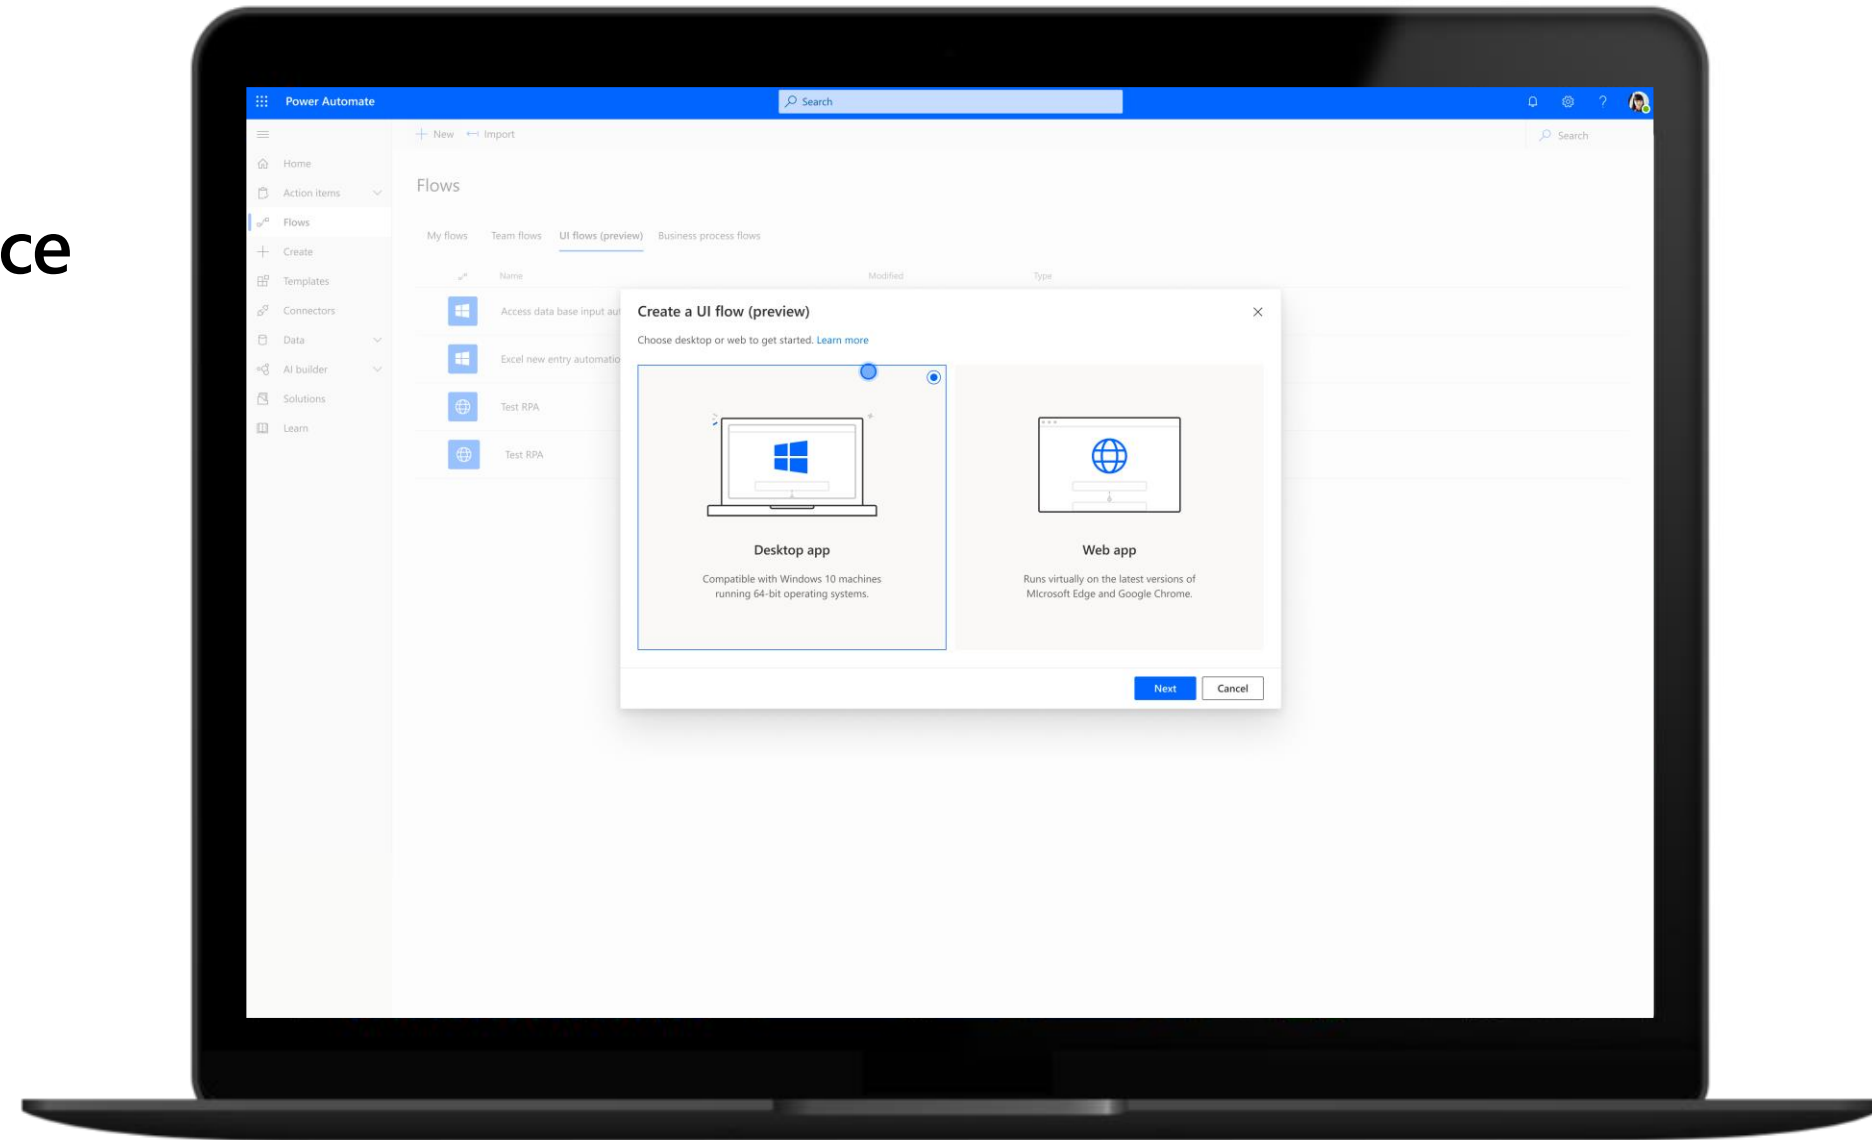 ce
Power Automate
Search
New Import
Search
Home
Action items
Flows
Create
Templates
Connectors
Data
AI builder
Solutions
Learn
Flows
My flows Team flows UI flows (preview) Business process flows
Name Modified Type
Access data base input au
Excel new entry automatio
Test RPA
Test RPA
Create a UI flow (preview)
Choose desktop or web to get started. Learn more
Desktop app
Compatible with Windows 10 machines
running 64-bit operating systems.
Web app
Runs virtually on the latest versions of
MIcrosoft Edge and Google Chrome.
Next Cancel